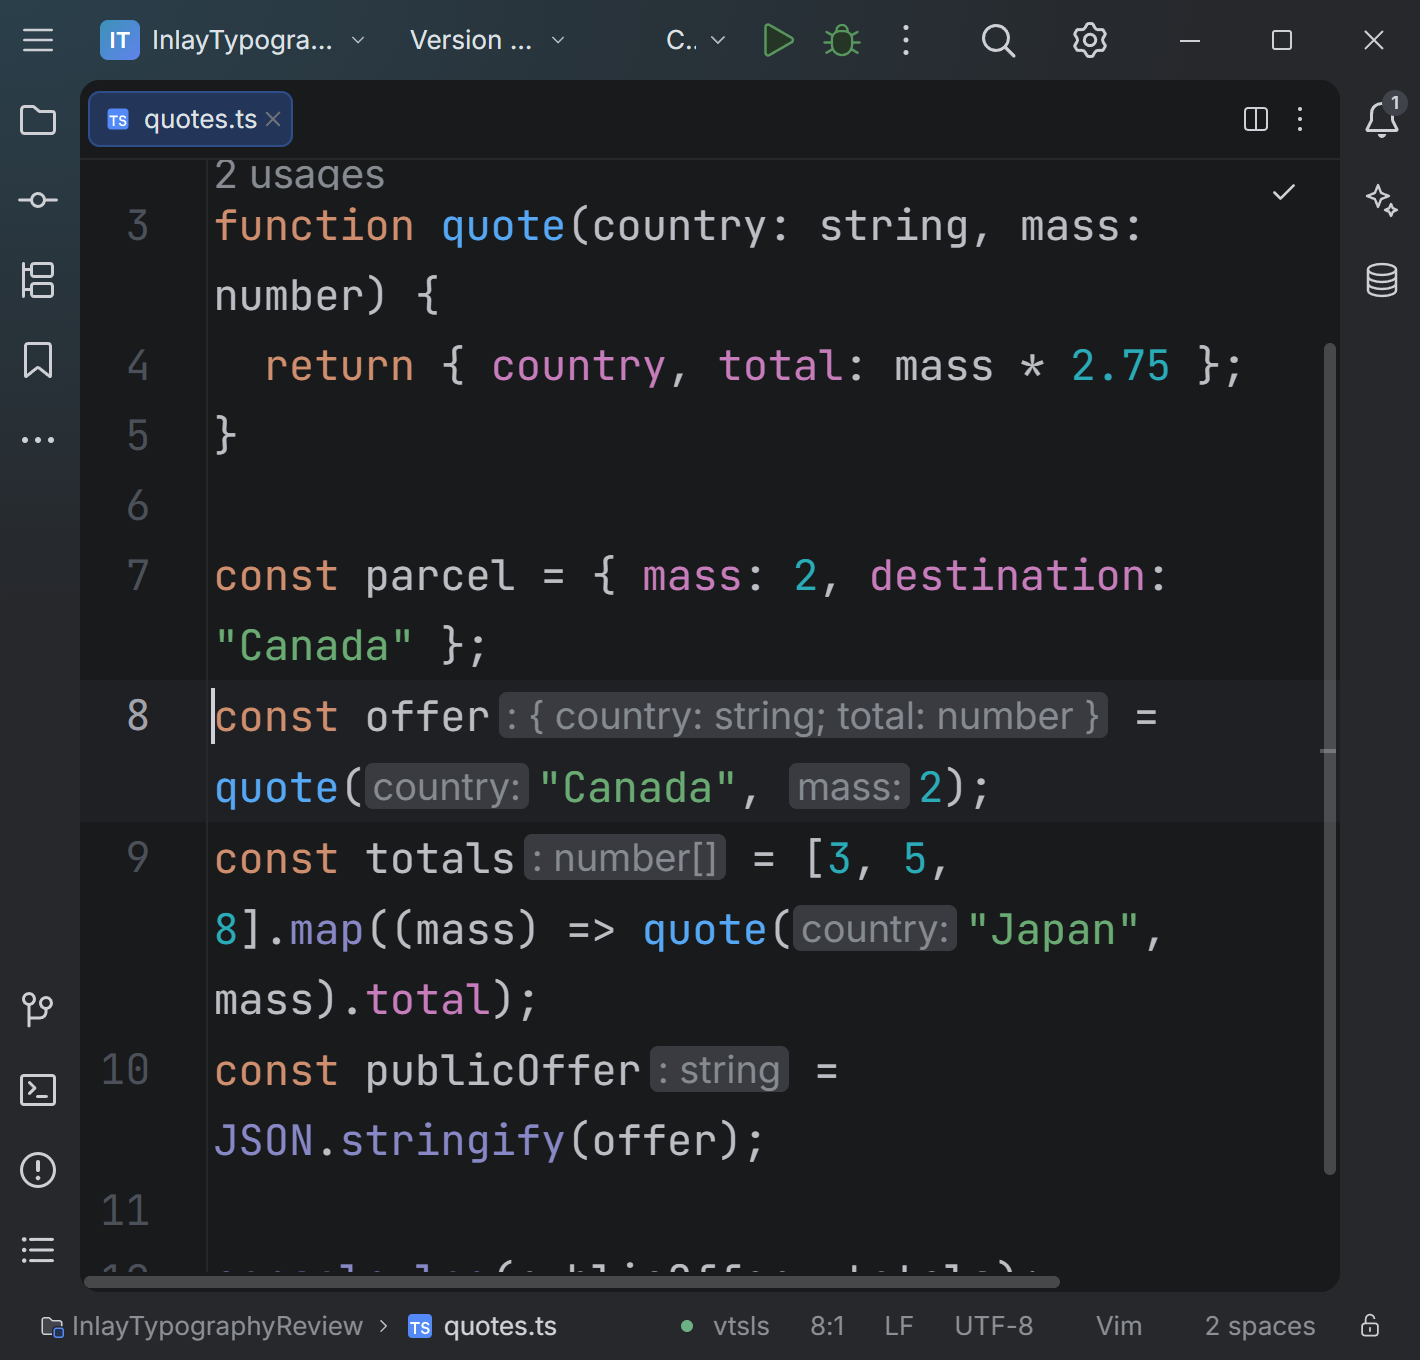 IT InlayTypogra... Version ... C..
TS quotes.ts
1
2 usages
3 function quote(country: string, mass:
number) {
4 return { country, total: mass * 2.75 };
5 }
6
7 const parcel = { mass: 2, destination:
"Canada" };
8 const offer : { country: string; total: number } =
quote( country: "Canada", mass: 2);
9 const totals : number[] = [3, 5,
8].map((mass) => quote( country: "Japan",
mass).total);
10 const publicOffer : string =
JSON.stringify(offer);
11
InlayTypographyReview > TS quotes.ts vtsls 8:1 LF UTF-8 Vim 2 spaces